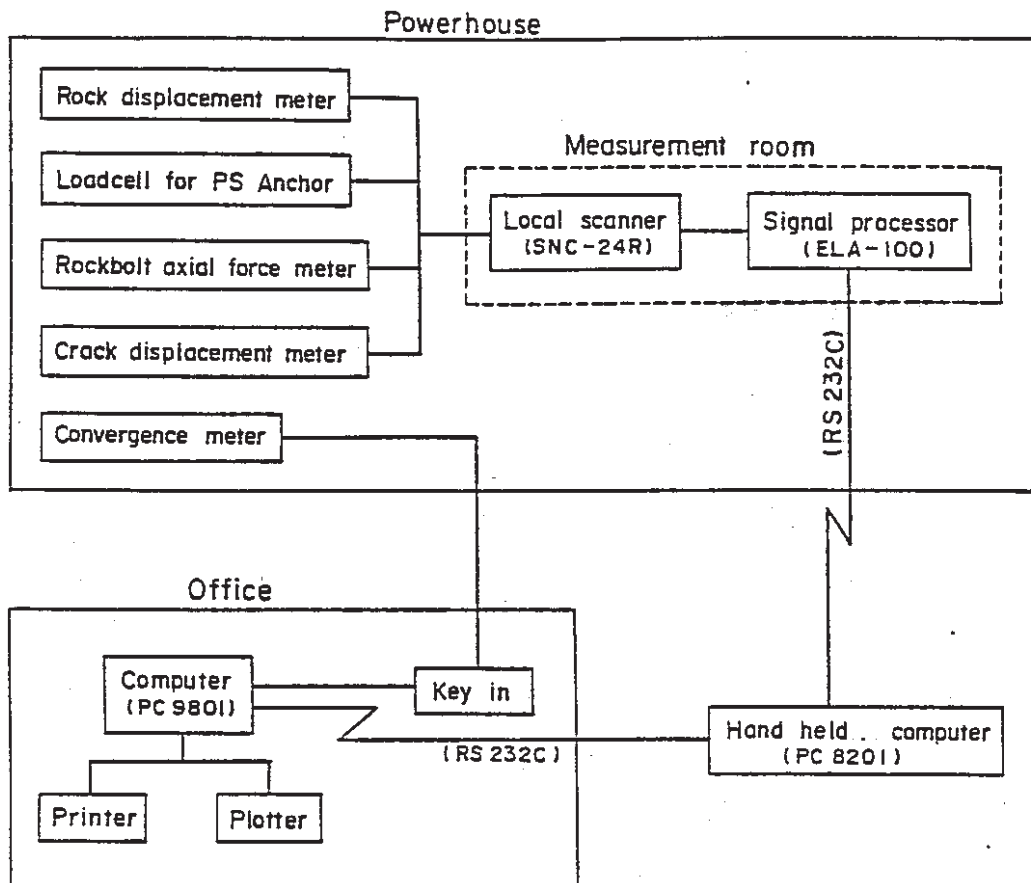 Powerhouse
Rock displacement meter
Loadcell for PS Anchor
Rockbolt axial force meter
Crack displacement meter
Convergence meter
Measurement room
Local scanner
(SNC-24R)
Signal processor
(ELA-100)
(RS 232C)
Office
Computer
(PC 9801)
Key in
(RS 232C)
Hand held . . computer
(PC 8201)
Printer
Plotter